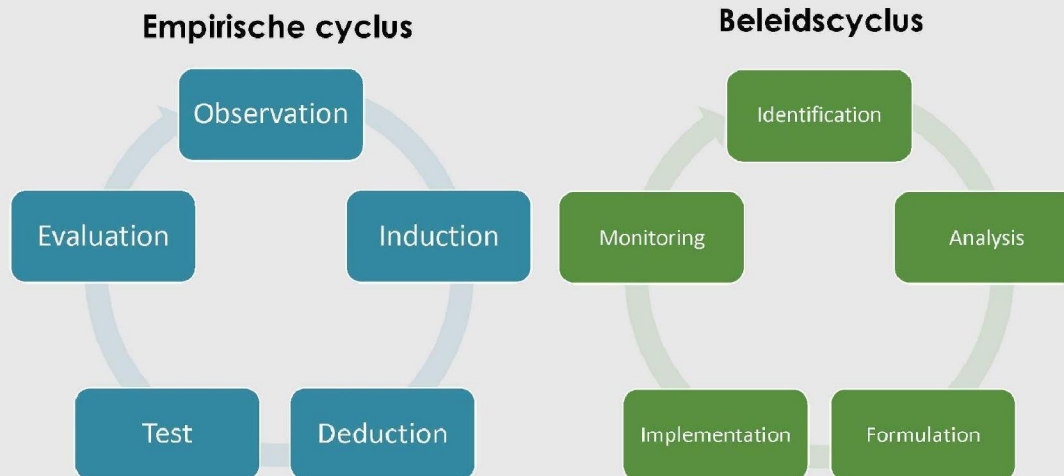 Empirische cyclus
Observation
Induction
Deduction
Test
Evaluation
Beleidscyclus
Identification
Analysis
Formulation
Implementation
Monitoring